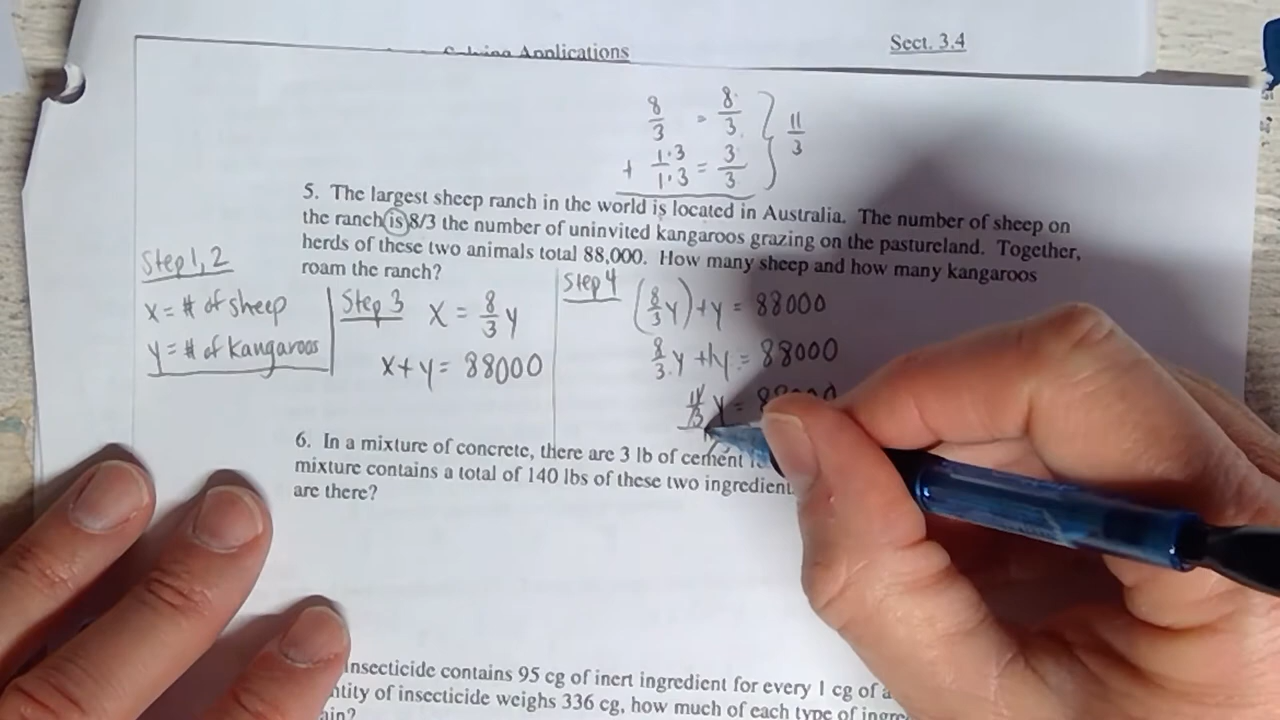 Solving Applications
Sect. 3.4
8/3 = 8/3
+ 1·3/1·3 = 3/3 } 11/3
5. The largest sheep ranch in the world is located in Australia. The number of sheep on
the ranch is 8/3 the number of uninvited kangaroos grazing on the pastureland. Together,
herds of these two animals total 88,000. How many sheep and how many kangaroos
roam the ranch?
Step 1, 2
x = # of sheep
y = # of Kangaroos
Step 3 x = 8/3 y
x + y = 88000
Step 4 (8/3 y) + y = 88000
8/3 y + 1y = 88000
11/3 y =
6. In a mixture of concrete, there are 3 lb of cement
mixture contains a total of 140 lbs of these two ingredient
are there?
insecticide contains 95 cg of inert ingredient for every 1 cg of
of insecticide weighs 336 cg, how much of each type of